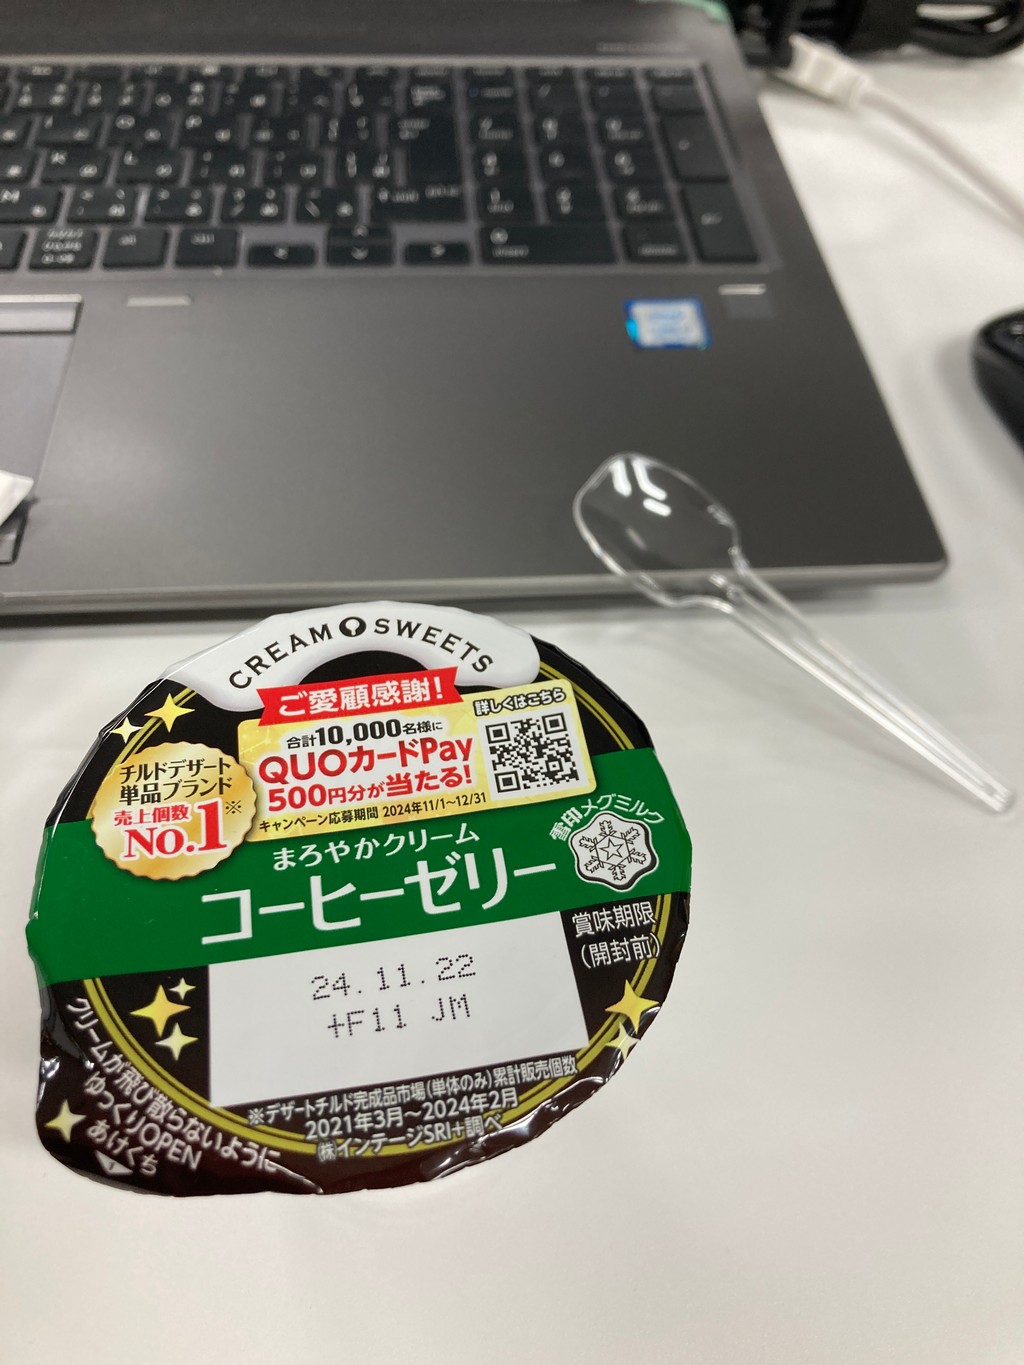 CREAM SWEETS
ご愛顧感謝!
合計10,000名様に
QUOカードPay
500円分が当たる!
キャンペーン応募期間 2024年11/1~12/31
詳しくはこちら
チルドデザート
単品ブランド
売上個数
No.1※
雪印メグミルク
まろやかクリーム
コーヒーゼリー
賞味期限
(開封前)
24.11.22
+F11 JM
※デザートチルド完成品市場(単体のみ)累計販売個数
2021年3月~2024年2月
㈱インテージSRI+調べ
クリームが飛び散らないように
ゆっくりOPEN
あけくち